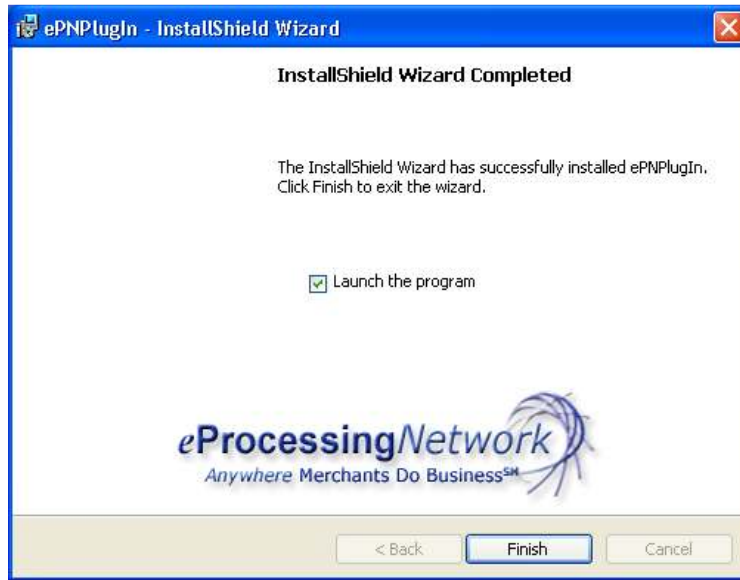 ePNPlugIn - InstallShield Wizard
InstallShield Wizard Completed
The InstallShield Wizard has successfully installed ePNPlugIn.
Click Finish to exit the wizard.
Launch the program
eProcessingNetwork
Anywhere Merchants Do Business℠
< Back Finish Cancel